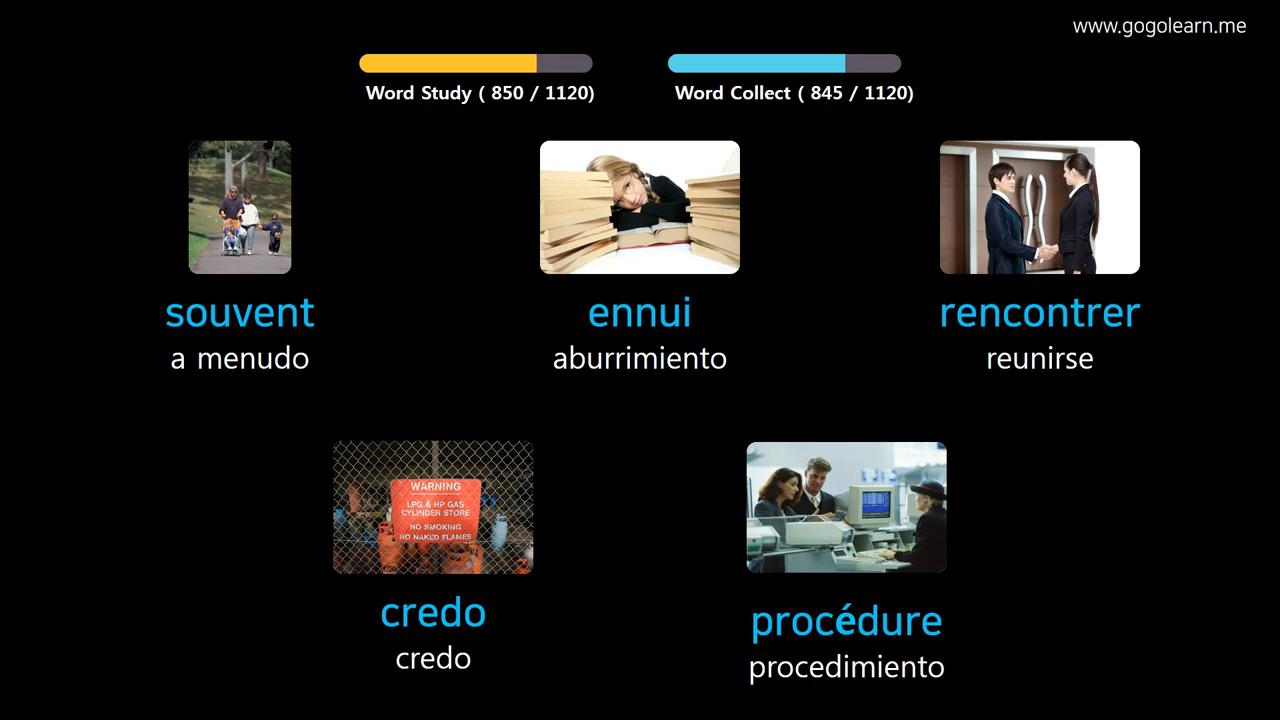 www.gogolearn.me
Word Study ( 850 / 1120)
Word Collect ( 845 / 1120)
souvent
a menudo
ennui
aburrimiento
rencontrer
reunirse
WARNING
LPG & HP GAS
CYLINDER STORE
NO SMOKING
NO NAKED FLAMES
credo
credo
procédure
procedimiento